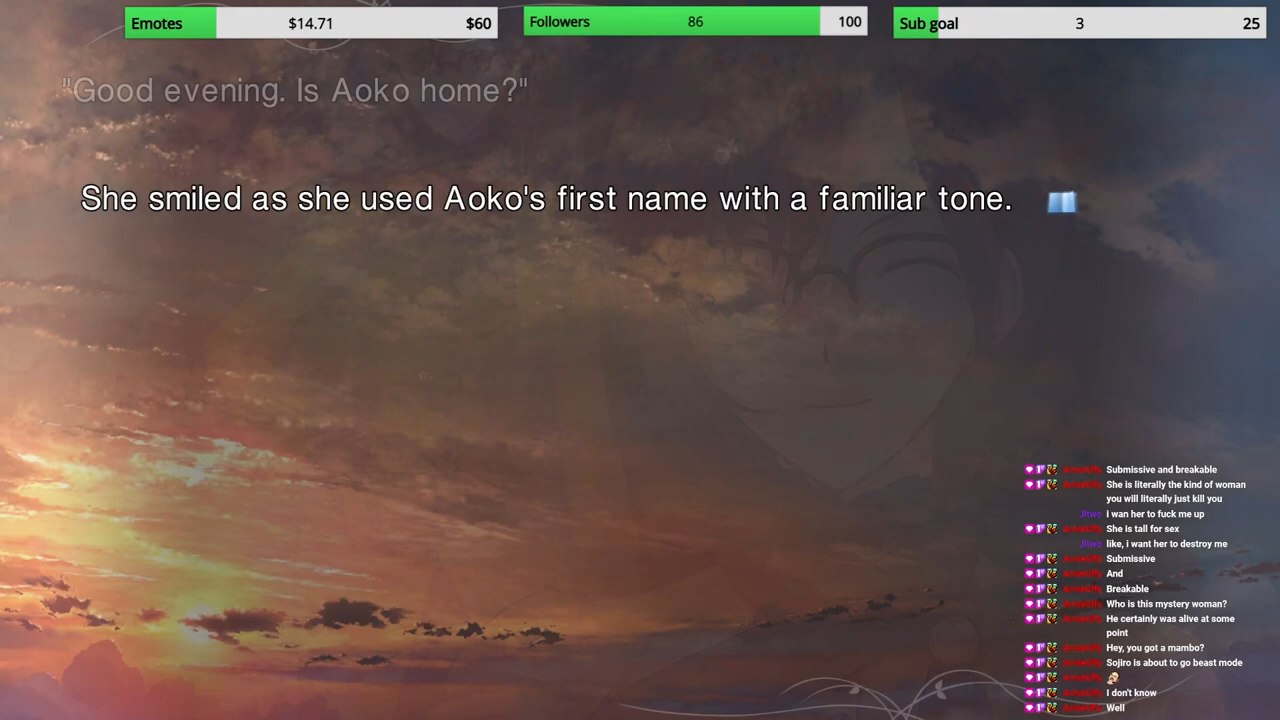 Emotes $14.71 $60
Followers 86 100
Sub goal 3 25
"Good evening. Is Aoko home?"
She smiled as she used Aoko's first name with a familiar tone.
Submissive and breakable
She is literally the kind of woman
you will literally just kill you
Jitwo i wan her to fuck me up
She is tall for sex
Jitwo like, i want her to destroy me
Submissive
And
Breakable
Who is this mystery woman?
He certainly was alive at some
point
Hey, you got a mambo?
Sojiro is about to go beast mode
I don't know
Well